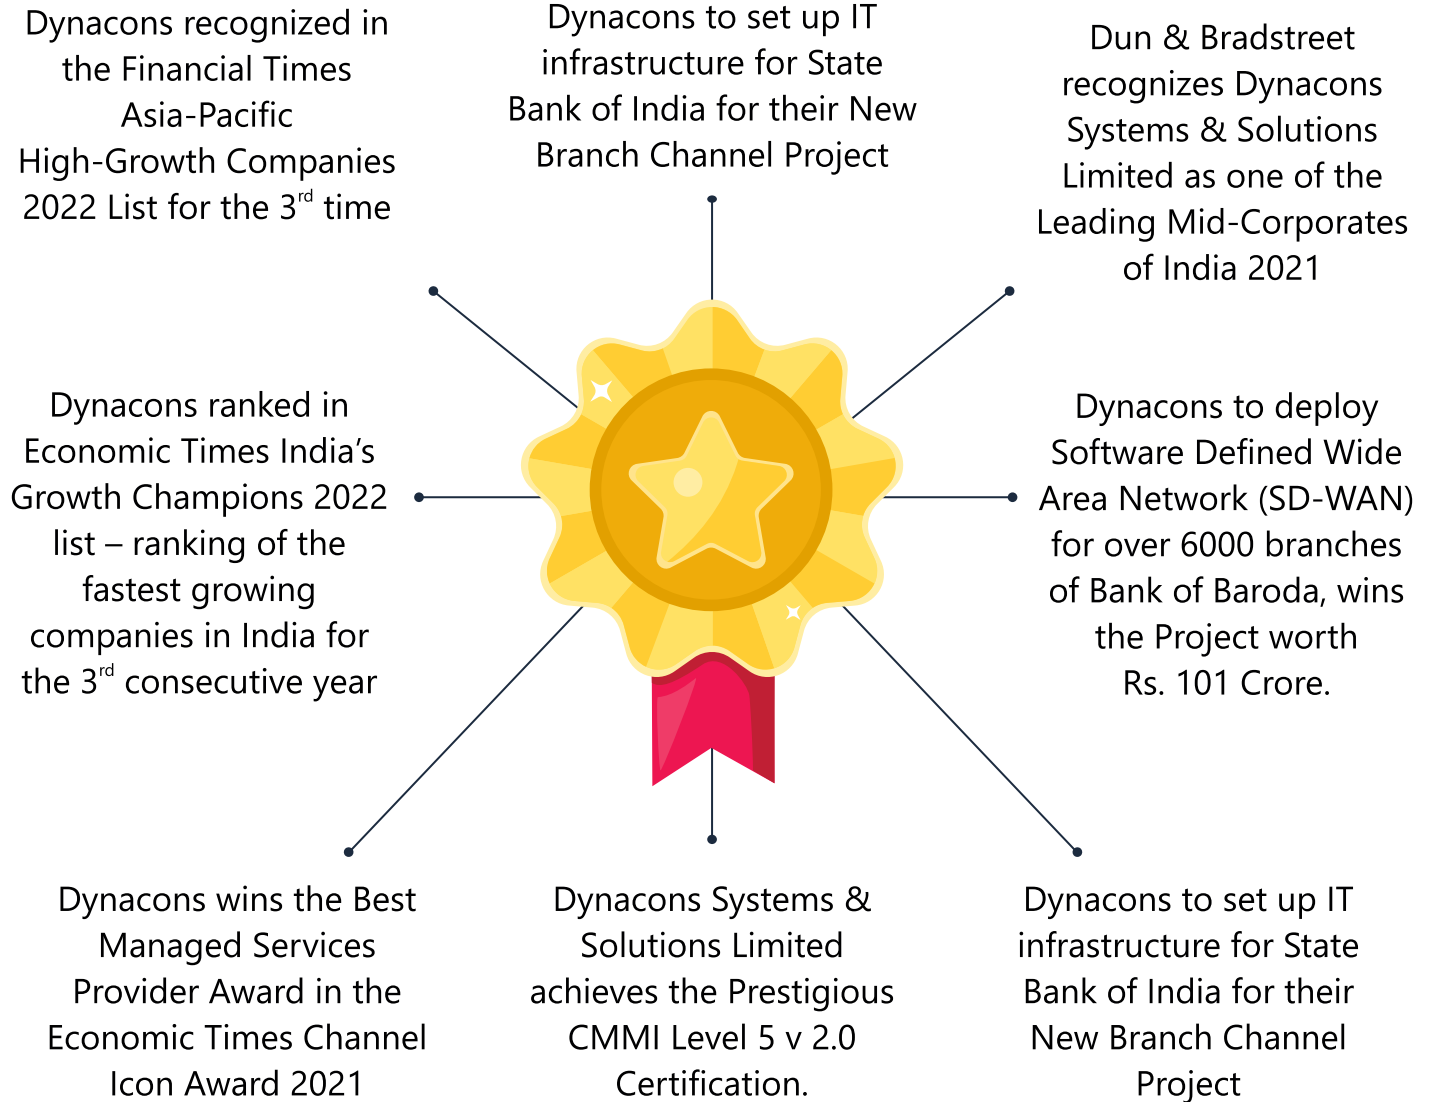 Dynacons recognized in
the Financial Times
Asia-Pacific
High-Growth Companies
2022 List for the 3rd time
Dynacons to set up IT
infrastructure for State
Bank of India for their New
Branch Channel Project
Dun & Bradstreet
recognizes Dynacons
Systems & Solutions
Limited as one of the
Leading Mid-Corporates
of India 2021
Dynacons ranked in
Economic Times India’s
Growth Champions 2022
list – ranking of the
fastest growing
companies in India for
the 3rd consecutive year
Dynacons to deploy
Software Defined Wide
Area Network (SD-WAN)
for over 6000 branches
of Bank of Baroda, wins
the Project worth
Rs. 101 Crore.
Dynacons wins the Best
Managed Services
Provider Award in the
Economic Times Channel
Icon Award 2021
Dynacons Systems &
Solutions Limited
achieves the Prestigious
CMMI Level 5 v 2.0
Certification.
Dynacons to set up IT
infrastructure for State
Bank of India for their
New Branch Channel
Project